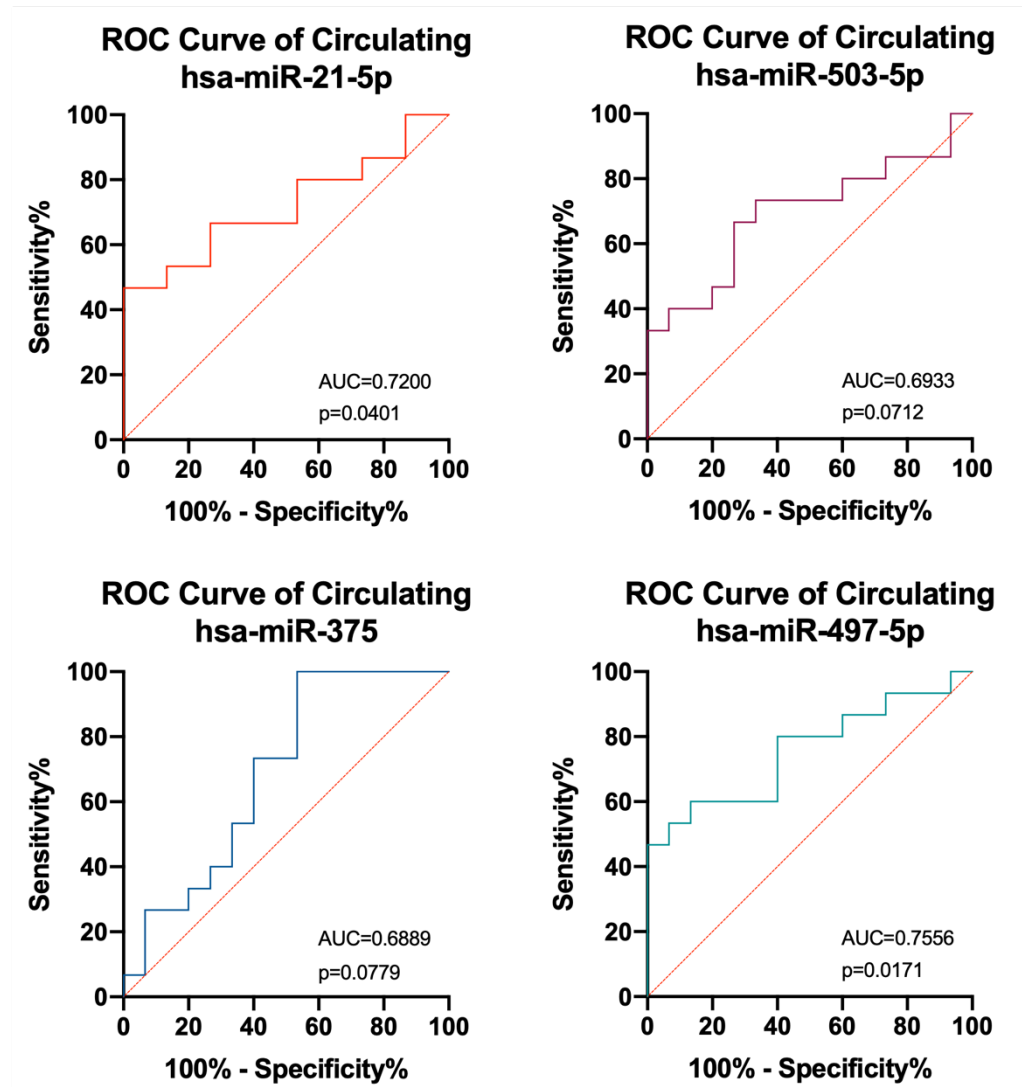 ROC Curve of Circulating
hsa-miR-21-5p
100
80
60
40
20
0
Sensitivity%
AUC=0.7200
p=0.0401
0 20 40 60 80 100
100% - Specificity%
ROC Curve of Circulating
hsa-miR-503-5p
100
80
60
40
20
0
Sensitivity%
AUC=0.6933
p=0.0712
0 20 40 60 80 100
100% - Specificity%
ROC Curve of Circulating
hsa-miR-375
100
80
60
40
20
0
Sensitivity%
AUC=0.6889
p=0.0779
0 20 40 60 80 100
100% - Specificity%
ROC Curve of Circulating
hsa-miR-497-5p
100
80
60
40
20
0
Sensitivity%
AUC=0.7556
p=0.0171
0 20 40 60 80 100
100% - Specificity%